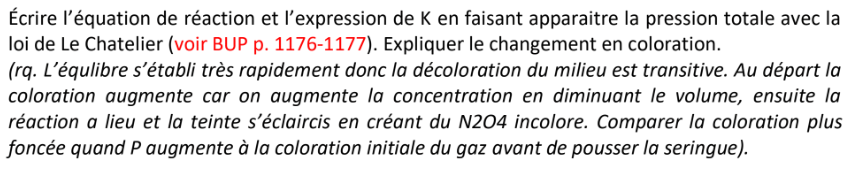 Écrire l’équation de réaction et l’expression de K en faisant apparaitre la pression totale avec la
loi de Le Chatelier (voir BUP p. 1176-1177). Expliquer le changement en coloration.
(rq. L’équlibre s’établi très rapidement donc la décoloration du milieu est transitive. Au départ la
coloration augmente car on augmente la concentration en diminuant le volume, ensuite la
réaction a lieu et la teinte s’éclaircis en créant du N2O4 incolore. Comparer la coloration plus
foncée quand P augmente à la coloration initiale du gaz avant de pousser la seringue).